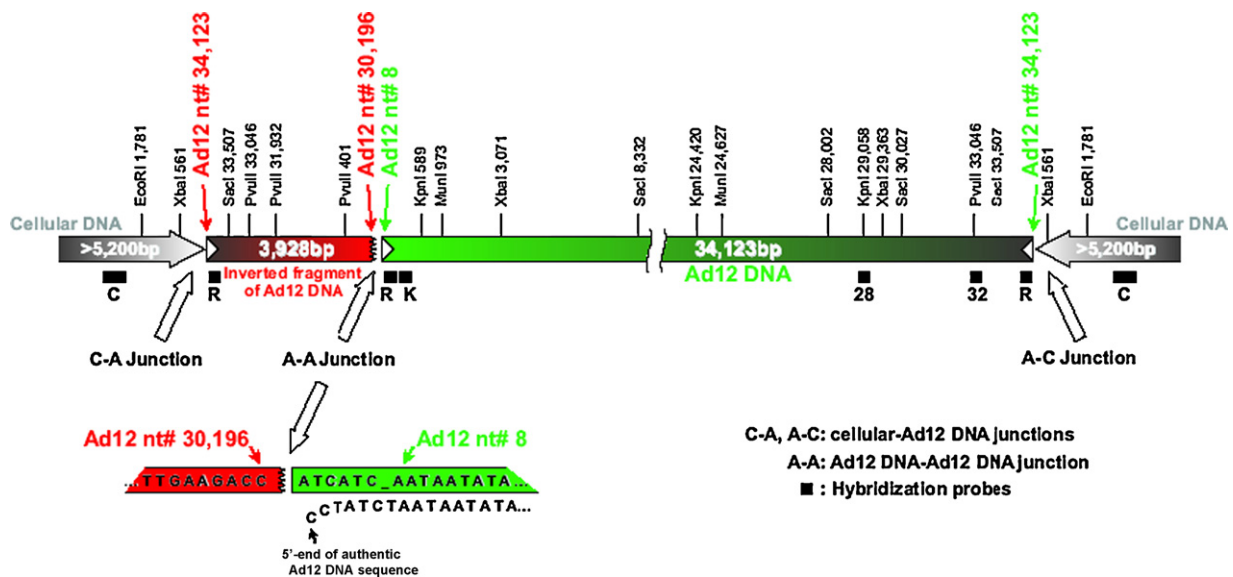 Ad12 nt# 34,123
Ad12 nt# 30,196
Ad12 nt# 8
Ad12 nt# 34,123
EcoRI 1,781
XbaI 561
SacI 33,507
PvuII 33,046
PvuII 31,932
PvuII 401
KpnI 589
MunI 973
XbaI 3,071
SacI 8,332
KpnI 24,420
MunI 24,627
SacI 28,002
KpnI 29,058
XbaI 29,363
SacI 30,027
PvuII 33,046
SacI 33,507
XbaI 561
EcoRI 1,781
Cellular DNA
Cellular DNA
>5,200bp
3,928bp
34,123bp
>5,200bp
Inverted fragment
of Ad12 DNA
Ad12 DNA
C
R
R
K
28
32
R
C
C-A Junction
A-A Junction
A-C Junction
Ad12 nt# 30,196
Ad12 nt# 8
...TTGAAGACC
ATCATC_AATAATATA...
CCTATCTAATAATATA...
5'-end of authentic
Ad12 DNA sequence
C-A, A-C: cellular-Ad12 DNA junctions
A-A: Ad12 DNA-Ad12 DNA junction
: Hybridization probes